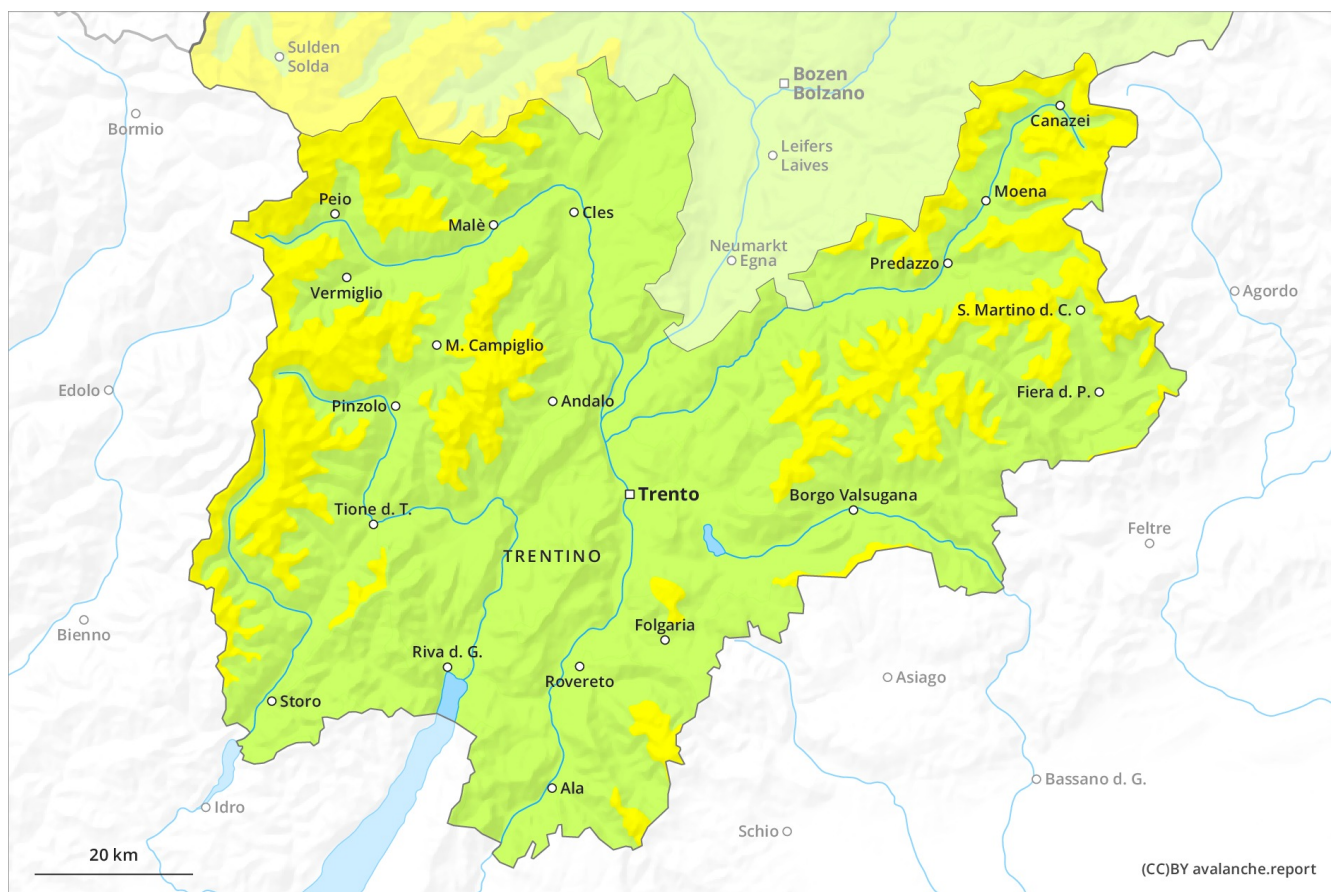 Sulden
Solda
Bozen
Bolzano
Bormio
Canazei
Leifers
Laives
Peio
Moena
Malè
Cles
Neumarkt
Egna
Predazzo
Vermiglio
Agordo
S. Martino d. C.
M. Campiglio
Edolo
Fiera d. P.
Andalo
Pinzolo
Trento
Borgo Valsugana
Tione d. T.
Feltre
TRENTINO
Bienno
Folgaria
Riva d. G.
Rovereto
Asiago
Storo
Bassano d. G.
Ala
Idro
Schio
20 km
(CC)BY avalanche.report